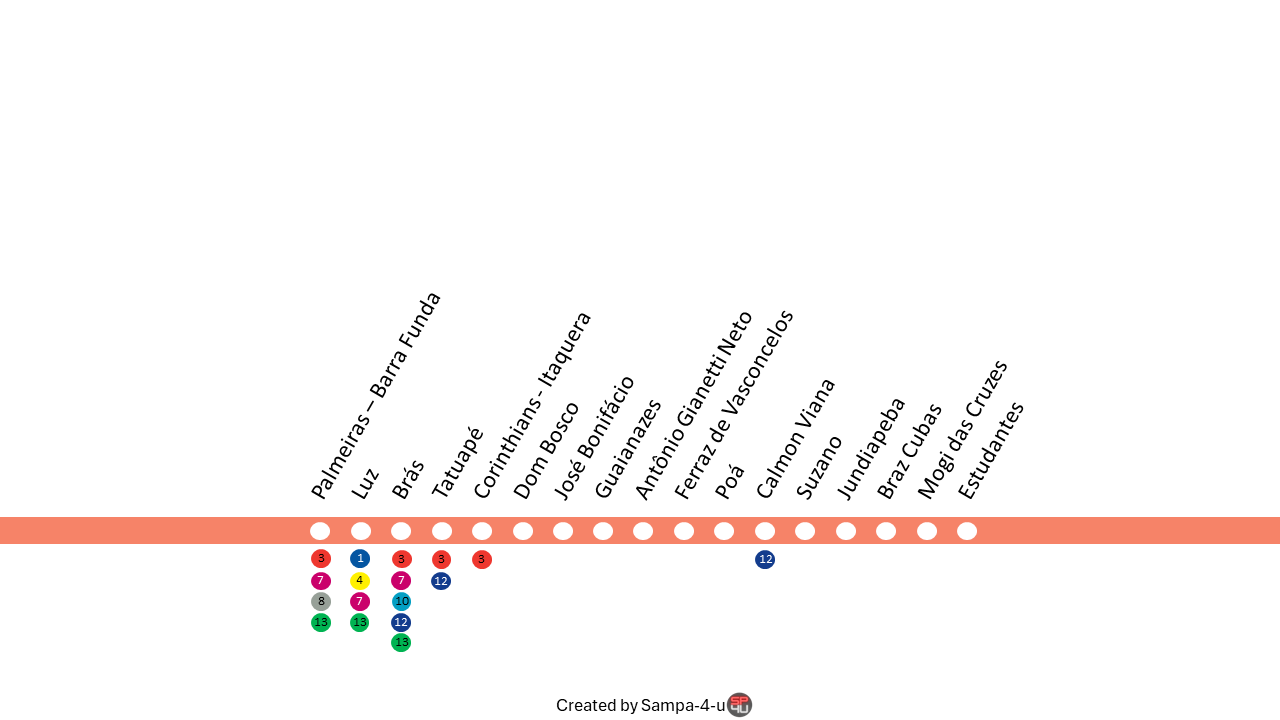 Palmeiras – Barra Funda
Luz
Brás
Tatuapé
Corinthians - Itaquera
Dom Bosco
José Bonifácio
Guaianazes
Antônio Gianetti Neto
Ferraz de Vasconcelos
Poá
Calmon Viana
Suzano
Jundiapeba
Braz Cubas
Mogi das Cruzes
Estudantes
3 1 3 3 3 12
7 4 7 12
8 7 10
13 13 12
13
Created by Sampa-4-u
SP
4U